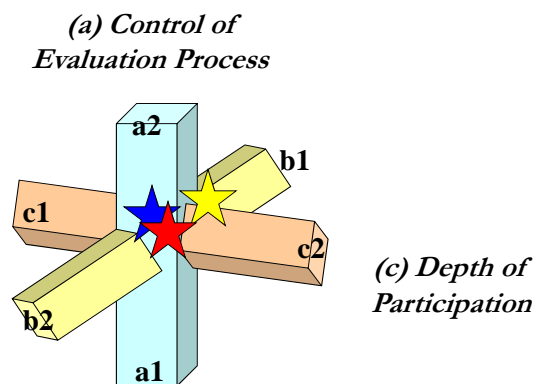 (a) Control of
Evaluation Process
a2
b1
c1
c2
(c) Depth of
Participation
b2
a1